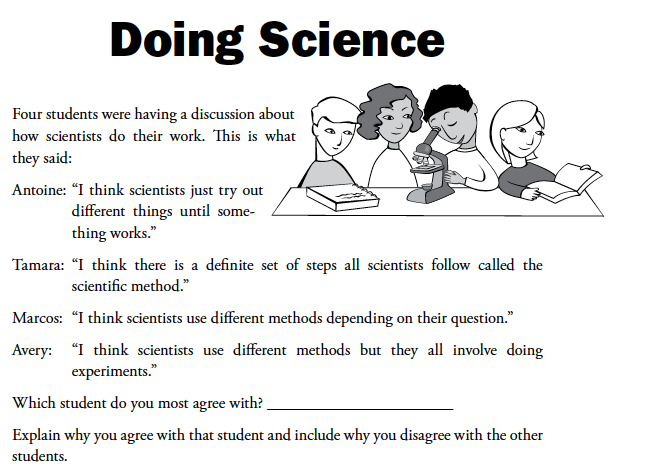 Doing Science
Four students were having a discussion about
how scientists do their work. This is what
they said:
Antoine: “I think scientists just try out
different things until some-
thing works.”
Tamara: “I think there is a definite set of steps all scientists follow called the
scientific method.”
Marcos: “I think scientists use different methods depending on their question.”
Avery: “I think scientists use different methods but they all involve doing
experiments.”
Which student do you most agree with? _______________________
Explain why you agree with that student and include why you disagree with the other
students.